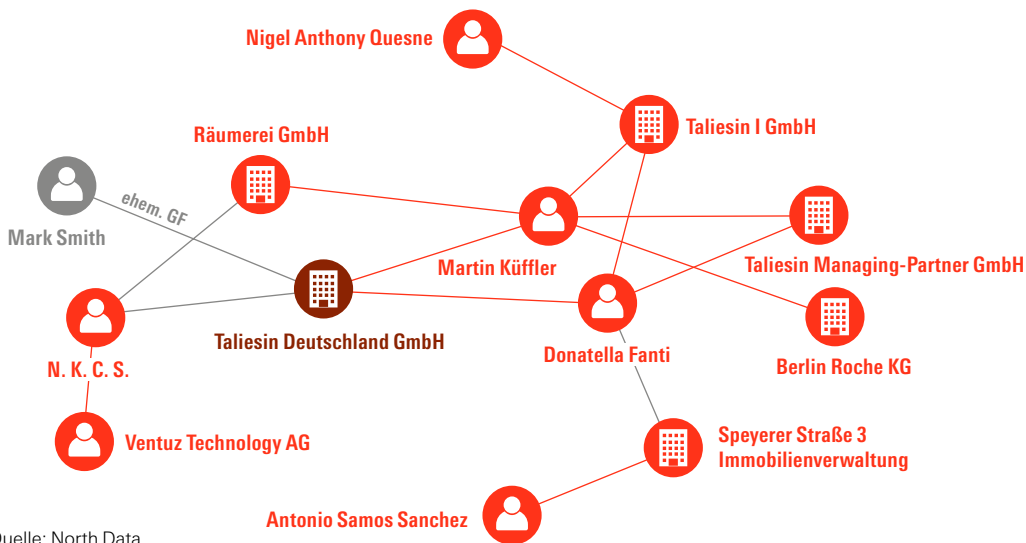 Nigel Anthony Quesne
Taliesin I GmbH
Räumerei GmbH
ehem. GF
Mark Smith
Martin Küffler
Taliesin Managing-Partner GmbH
Taliesin Deutschland GmbH
Donatella Fanti
Berlin Roche KG
N. K. C. S.
Ventuz Technology AG
Speyerer Straße 3
Immobilienverwaltung
Antonio Samos Sanchez
uelle: North Data